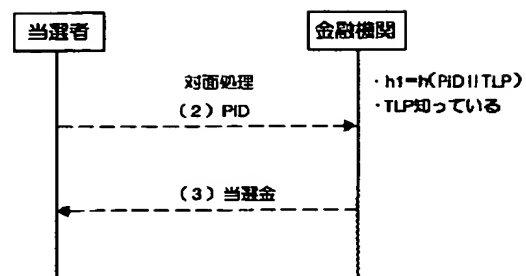 当選者
金融機関
対面処理
(2) PID
・h1=h(PID||TLP)
・TLP知っている
(3) 当選金